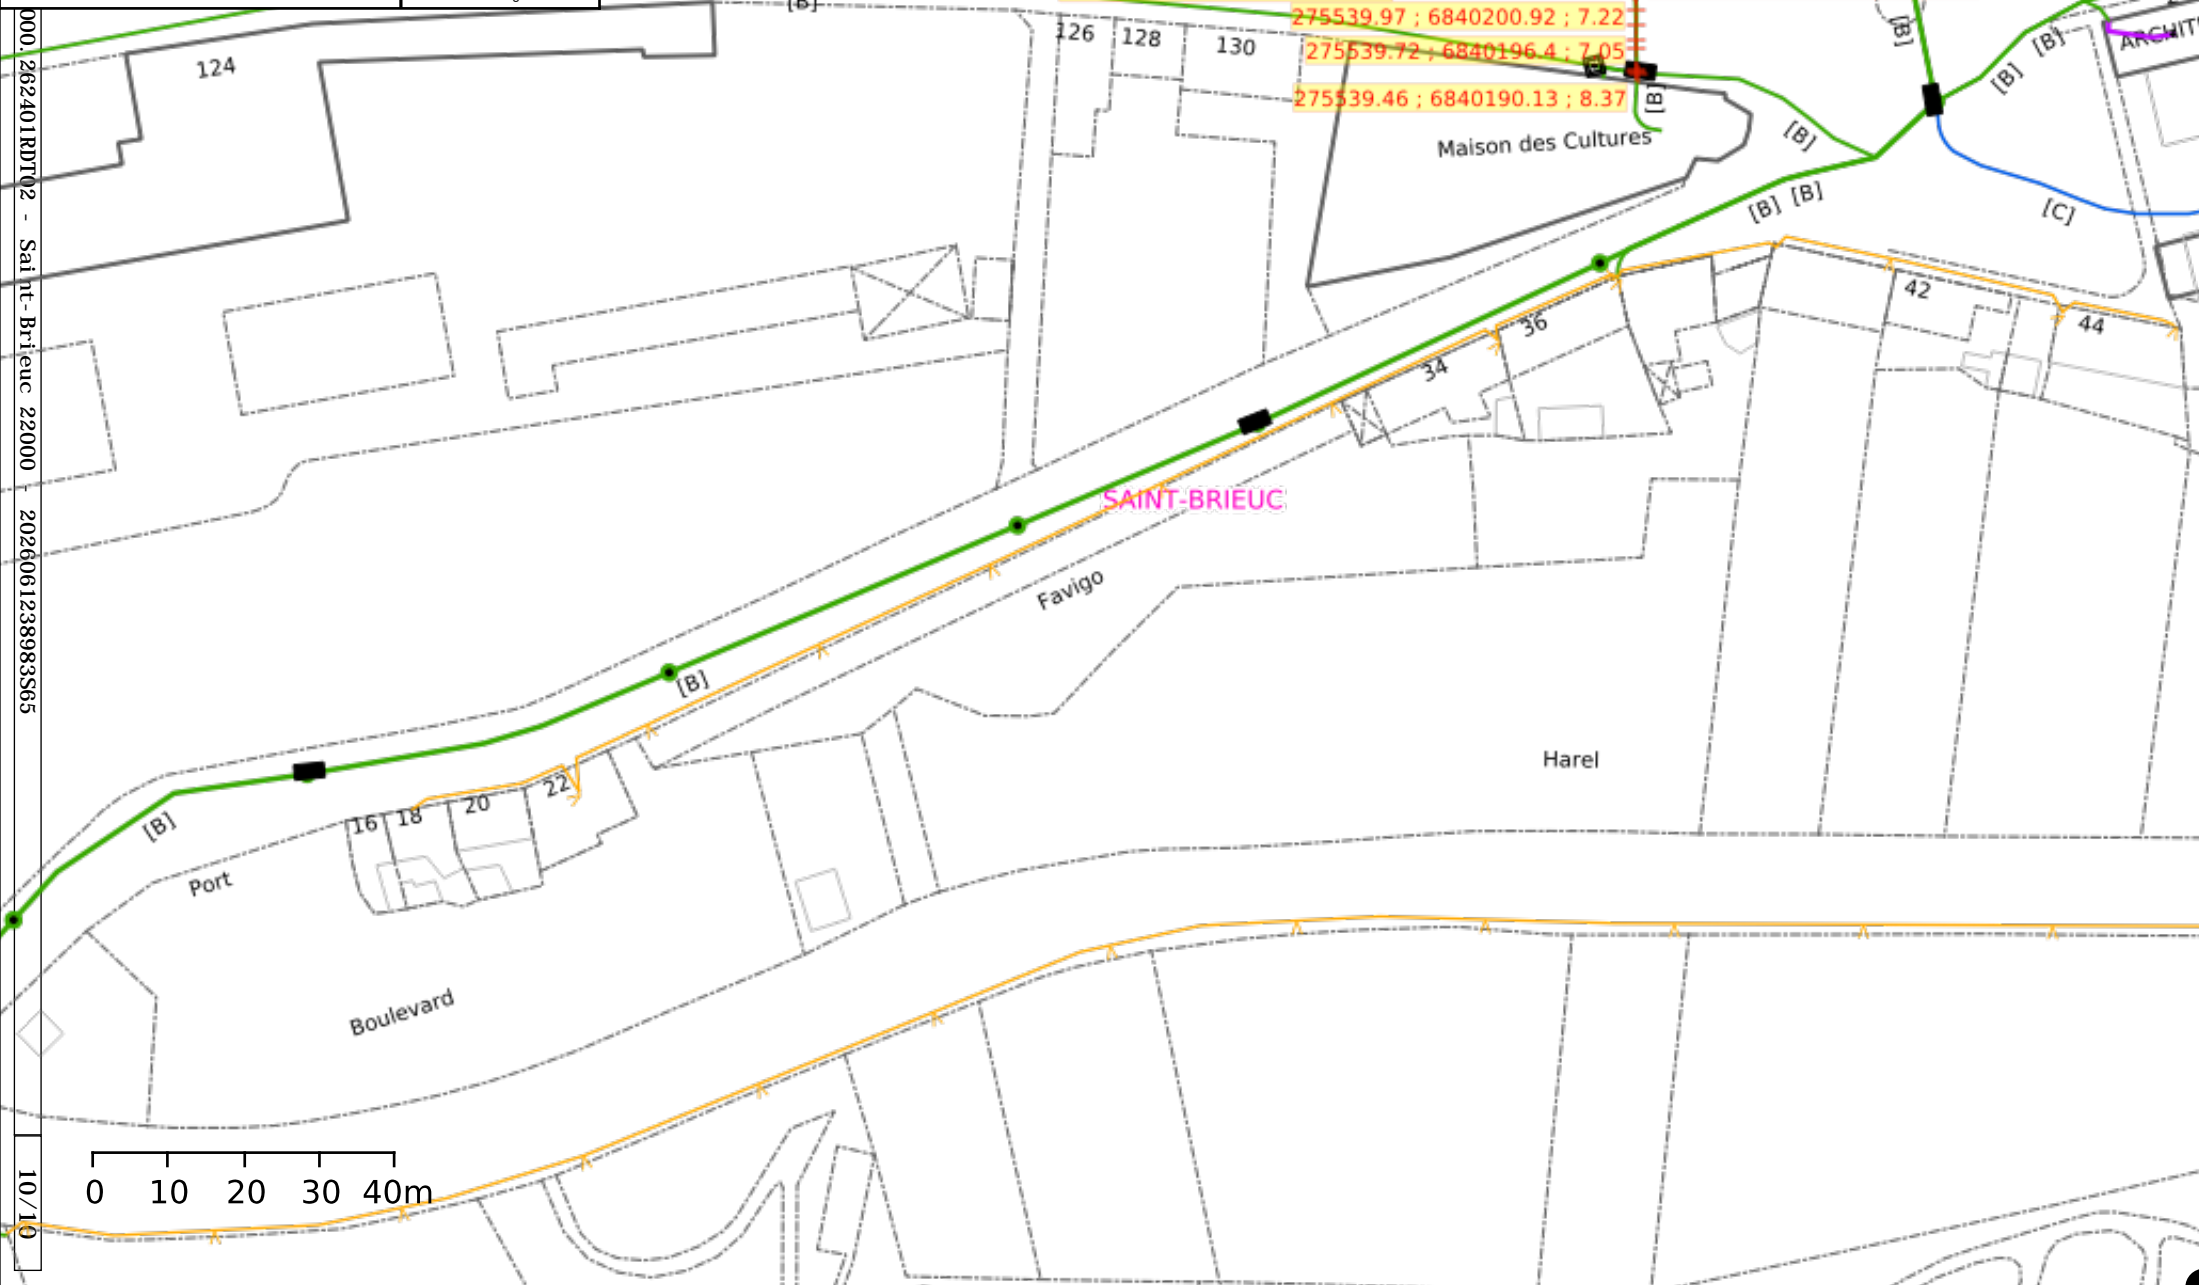 [B]
126
128
130
275539.97 ; 6840200.92 ; 7.22
275539.72 ; 6840196.4 ; 7.05
275539.46 ; 6840190.13 ; 8.37
[B]
[B]
[B]
[B]
ARCHIT
124
Maison des Cultures
[B]
[B]
[B]
[C]
42
44
36
34
SAINT-BRIEUC
Favigo
[B]
Harel
22
20
18
16
[B]
Port
Boulevard
0 10 20 30 40m
000.262401RDT02 - Saint-Brieuc 22000 - 2026061238983S65
10/10